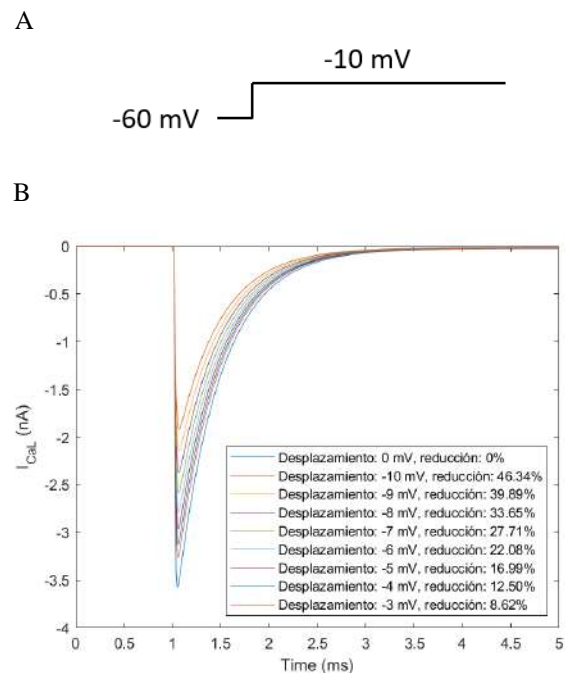 A
-10 mV
-60 mV
B
0
-0.5
-1
-1.5
-2
-2.5
-3
-3.5
-4
I_CaL (nA)
Desplazamiento: 0 mV, reducción: 0%
Desplazamiento: -10 mV, reducción: 46.34%
Desplazamiento: -9 mV, reducción: 39.89%
Desplazamiento: -8 mV, reducción: 33.65%
Desplazamiento: -7 mV, reducción: 27.71%
Desplazamiento: -6 mV, reducción: 22.08%
Desplazamiento: -5 mV, reducción: 16.99%
Desplazamiento: -4 mV, reducción: 12.50%
Desplazamiento: -3 mV, reducción: 8.62%
0 0.5 1 1.5 2 2.5 3 3.5 4 4.5 5
Time (ms)